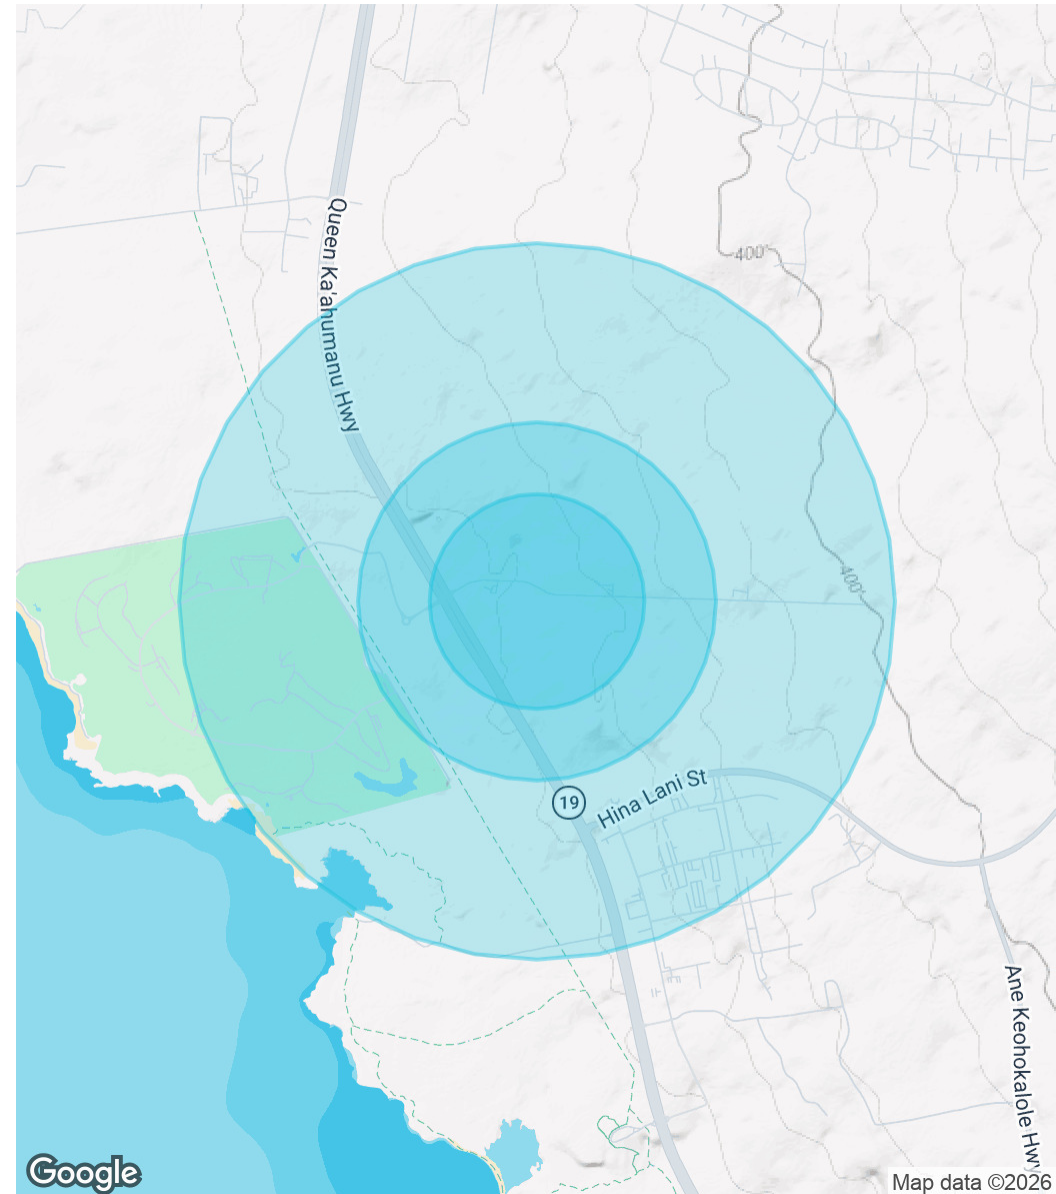 Queen Ka'ahumanu Hwy
400'
400'
Hina Lani St
19
Ane Keohokalole Hwy
Google
Map data ©2026